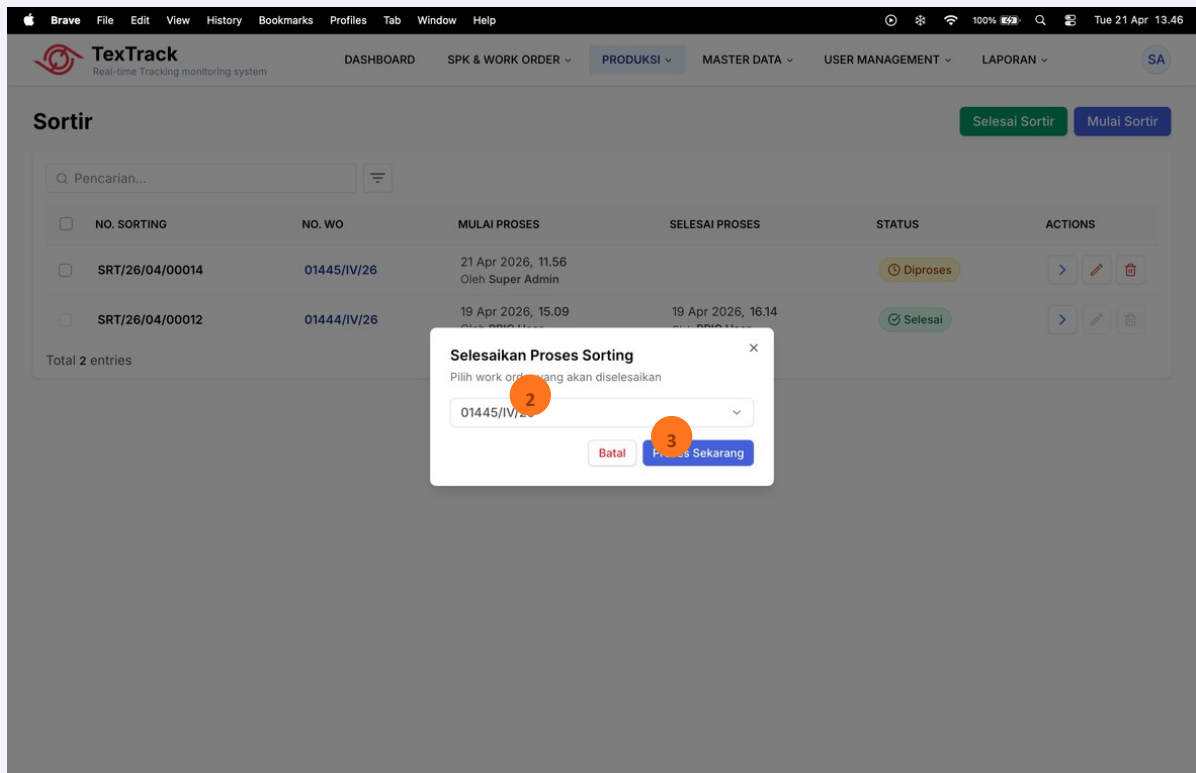 Brave File Edit View History Bookmarks Profiles Tab Window Help 100% Tue 21 Apr 13.46
TexTrack
Real-time Tracking monitoring system
DASHBOARD SPK & WORK ORDER PRODUKSI MASTER DATA USER MANAGEMENT LAPORAN SA
Sortir
Selesai Sortir Mulai Sortir
Pencarian...
NO. SORTING NO. WO MULAI PROSES SELESAI PROSES STATUS ACTIONS
SRT/26/04/00014 01445/IV/26 21 Apr 2026, 11.56 Diproses
Oleh Super Admin
SRT/26/04/00012 01444/IV/26 19 Apr 2026, 15.09 19 Apr 2026, 16.14 Selesai
Total 2 entries
Selesaikan Proses Sorting
Pilih work order yang akan diselesaikan
2
01445/IV/26
3
Batal Proses Sekarang